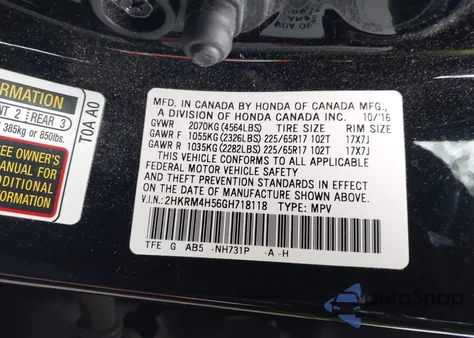 ORMATION
NT 2 REAR 3
385kg or 850lbs.
EE OWNER'S
MANUAL FOR
ADDITIONAL
NFORMATION
T0A A0
MFD. IN CANADA BY HONDA OF CANADA MFG.,
A DIVISION OF HONDA CANADA INC. 10/16
GVWR 2070KG(4564LBS) TIRE SIZE RIM SIZE
GAWR F 1055KG(2326LBS) 225/65R17 102T 17X7J
GAWR R 1035KG(2282LBS) 225/65R17 102T 17X7J
THIS VEHICLE CONFORMS TO ALL APPLICABLE
FEDERAL MOTOR VEHICLE SAFETY
AND THEFT PREVENTION STANDARDS IN EFFECT
ON THE DATE OF MANUFACTURE SHOWN ABOVE.
V.I.N.: 2HKRM4H56GH718118 TYPE: MPV
TFE G AB5 -NH731P -A -H
autoSnap